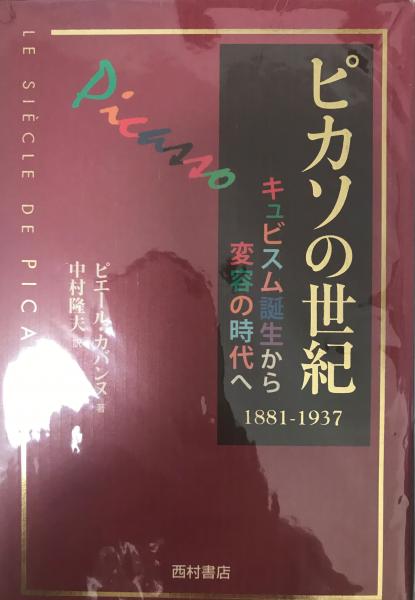 ピカソの世紀
キュビスム誕生から
変容の時代へ
1881-1937
Picasso
ピエール・カバンヌ 著
中村隆夫 訳
LE SIÈCLE DE PICA
西村書店